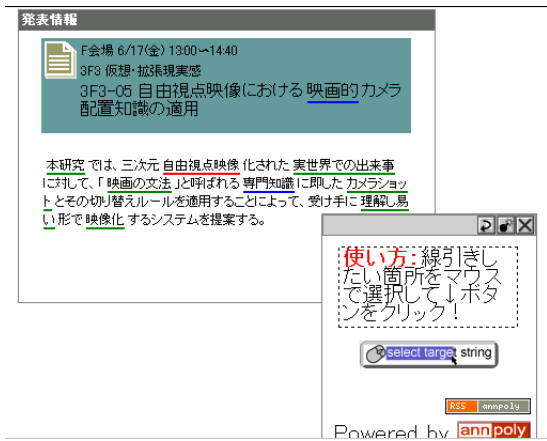 発表情報
F会場 6/17(金) 13:00〜14:40
3F3 仮想・拡張現実感
3F3-05 自由視点映像における 映画的 カメラ
配置知識の適用
本研究 では、三次元 自由視点映像 化された 実世界での出来事
に対して、「 映画の文法 」と呼ばれる 専門知識 に即した カメラショッ
ト とその切り替えルールを適用することによって、受け手に 理解し易
い 形で 映像化 するシステムを提案する。
使い方: 線引きし
たい箇所をマウス
で選択して↓ボタ
ンをクリック！
select target string
RSS annpoly
Powered by annpoly